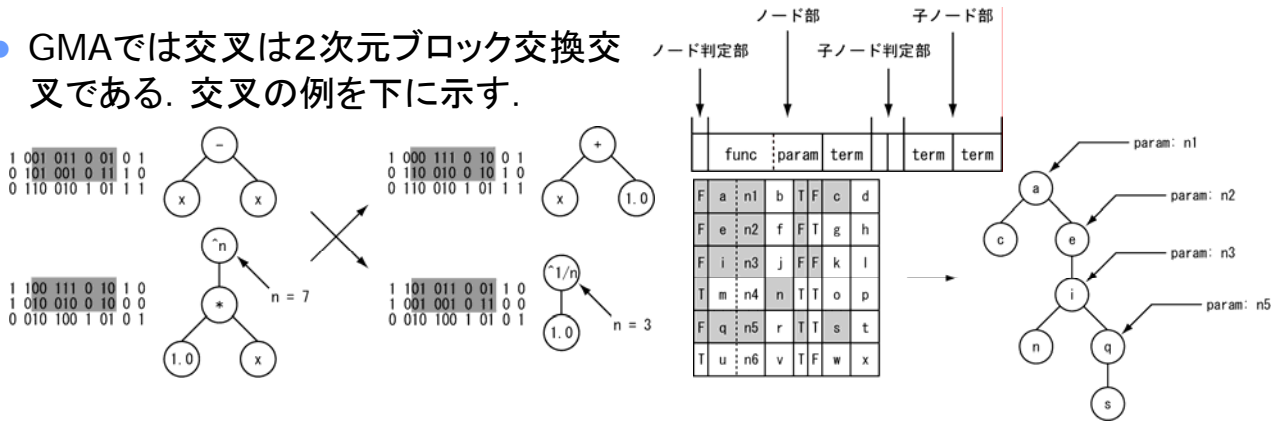 ● GMAでは交叉は２次元ブロック交換交
叉である．交叉の例を下に示す．
1 001 011 0 01 0 1
0 101 001 0 11 1 0
0 110 010 1 01 1 1
-
x x
1 100 111 0 10 1 0
1 010 010 0 10 0 0
0 010 100 1 01 0 1
^n
n = 7
*
1.0 x
1 000 111 0 10 0 1
0 110 010 0 10 1 0
0 110 010 1 01 1 1
+
x 1.0
1 101 011 0 01 1 0
1 001 001 0 11 0 0
0 010 100 1 01 0 1
^1/n
n = 3
1.0
ノード部 子ノード部
ノード判定部 子ノード判定部
func param term term term
F a n1 b T F c d
F e n2 f F T g h
F i n3 j F F k l
T m n4 n T T o p
F q n5 r T T s t
T u n6 v T F w x
param: n1
a
param: n2
c e
param: n3
i
param: n5
n q
s